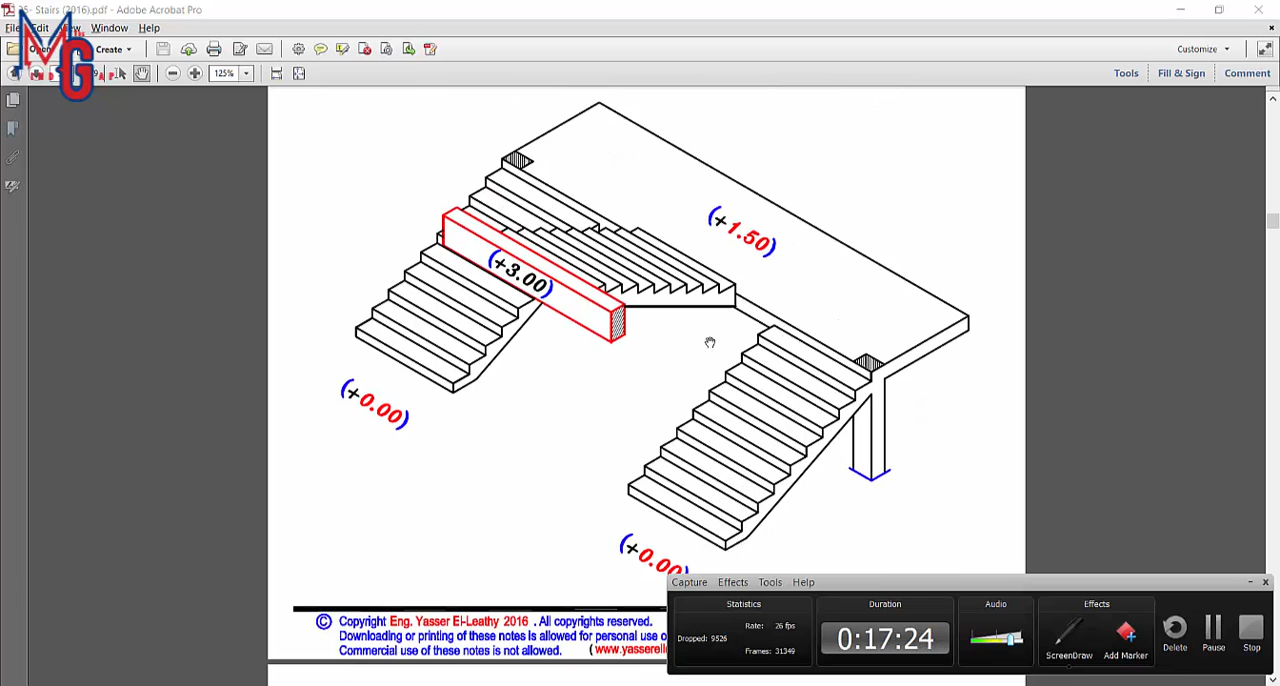 - Stairs (2016).pdf - Adobe Acrobat Pro
File Edit View Window Help
Open Create Customize
125% Tools Fill & Sign Comment
MG
(+1.50)
(+3.00)
(+0.00)
(+0.00)
© Copyright Eng. Yasser El-Leathy 2016 . All copyrights reserved.
Downloading or printing of these notes is allowed for personal use o
Commercial use of these notes is not allowed. (www.yasserell
Capture Effects Tools Help
Statistics Duration Audio Effects
Rate: 26 fps
Dropped: 9526
Frames: 31349
0:17:24
ScreenDraw Add Marker Delete Pause Stop